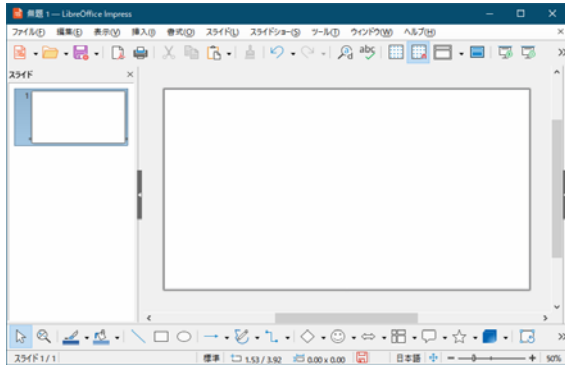 無題 1 — LibreOffice Impress
ファイル(F) 編集(E) 表示(V) 挿入(I) 書式(O) スライド(L) スライドショー(S) ツール(T) ウィンドウ(W) ヘルプ(H)
スライド
1
スライド 1 / 1 標準 1.53 / 3.92 0.00 x 0.00 日本語 50%